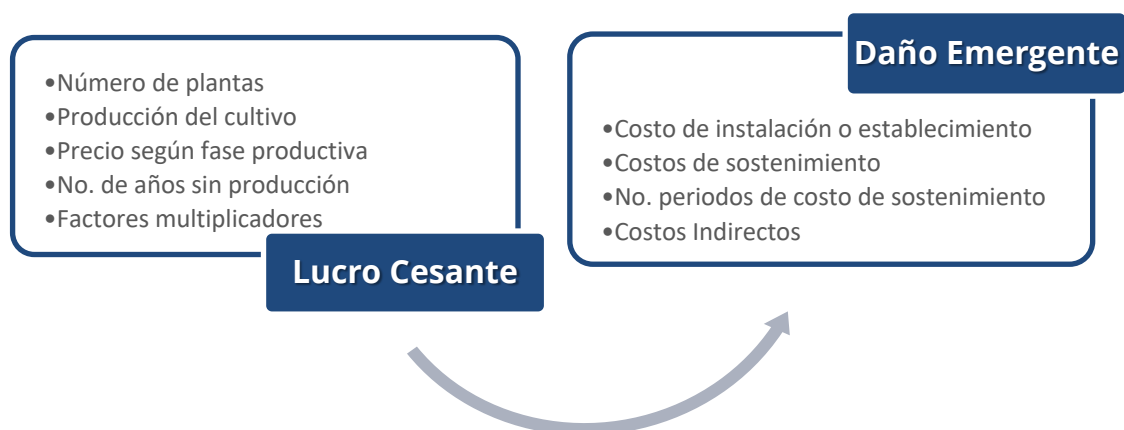 •Número de plantas
•Producción del cultivo
•Precio según fase productiva
•No. de años sin producción
•Factores multiplicadores
Lucro Cesante
Daño Emergente
•Costo de instalación o establecimiento
•Costos de sostenimiento
•No. periodos de costo de sostenimiento
•Costos Indirectos